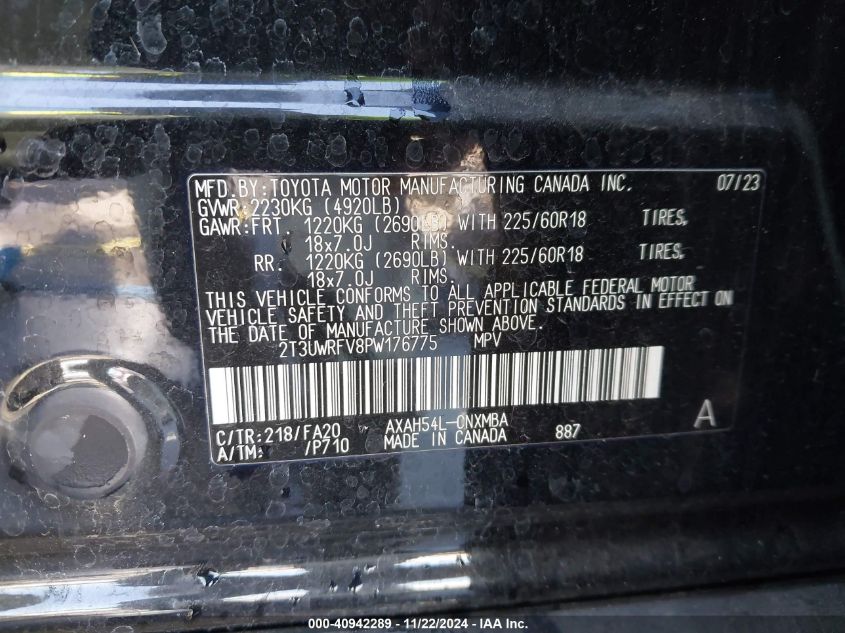 MFD.BY:TOYOTA MOTOR MANUFACTURING CANADA INC. 07/23
GVWR:2230KG (4920LB)
GAWR:FRT. 1220KG (2690LB) WITH 225/60R18 TIRES,
18x7.0J RIMS.
RR. 1220KG (2690LB) WITH 225/60R18 TIRES,
18x7.0J RIMS.
THIS VEHICLE CONFORMS TO ALL APPLICABLE FEDERAL MOTOR
VEHICLE SAFETY AND THEFT PREVENTION STANDARDS IN EFFECT ON
THE DATE OF MANUFACTURE SHOWN ABOVE.
2T3UWRFV8PW176775 MPV
C/TR:218/FA20 AXAH54L-CNXMBA A
A/TM: /P710 MADE IN CANADA 887
000-40942289 - 11/22/2024 - IAA Inc.